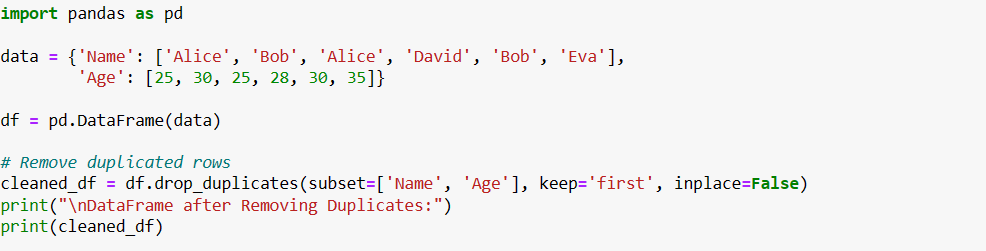 import pandas as pd
data = {'Name': ['Alice', 'Bob', 'Alice', 'David', 'Bob', 'Eva'],
'Age': [25, 30, 25, 28, 30, 35]}
df = pd.DataFrame(data)
# Remove duplicated rows
cleaned_df = df.drop_duplicates(subset=['Name', 'Age'], keep='first', inplace=False)
print("\nDataFrame after Removing Duplicates:")
print(cleaned_df)